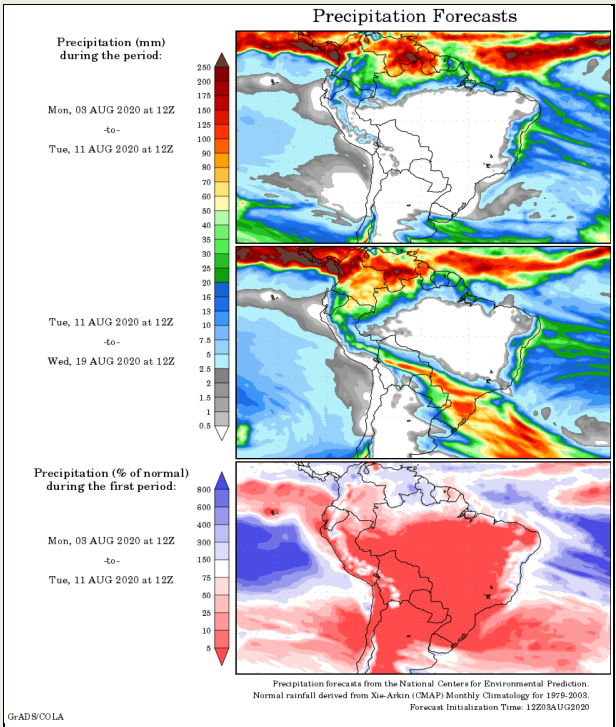 Precipitation Forecasts
Precipitation (mm)
during the period:
Mon, 03 AUG 2020 at 12Z
-to-
Tue, 11 AUG 2020 at 12Z
250
200
175
150
125
100
90
80
70
60
50
40
35
30
25
20
16
13
10
7.5
5
2.5
2
1.5
1
0.5
Tue, 11 AUG 2020 at 12Z
-to-
Wed, 19 AUG 2020 at 12Z
Precipitation (% of normal)
during the first period:
Mon, 03 AUG 2020 at 12Z
-to-
Tue, 11 AUG 2020 at 12Z
800
600
400
300
150
75
50
25
10
5
Precipitation forecasts from the National Centers for Environmental Prediction.
Normal rainfall derived from Xie-Arkin (CMAP) Monthly Climatology for 1979-2003.
Forecast Initialization Time: 12Z03AUG2020
GrADS/COLA